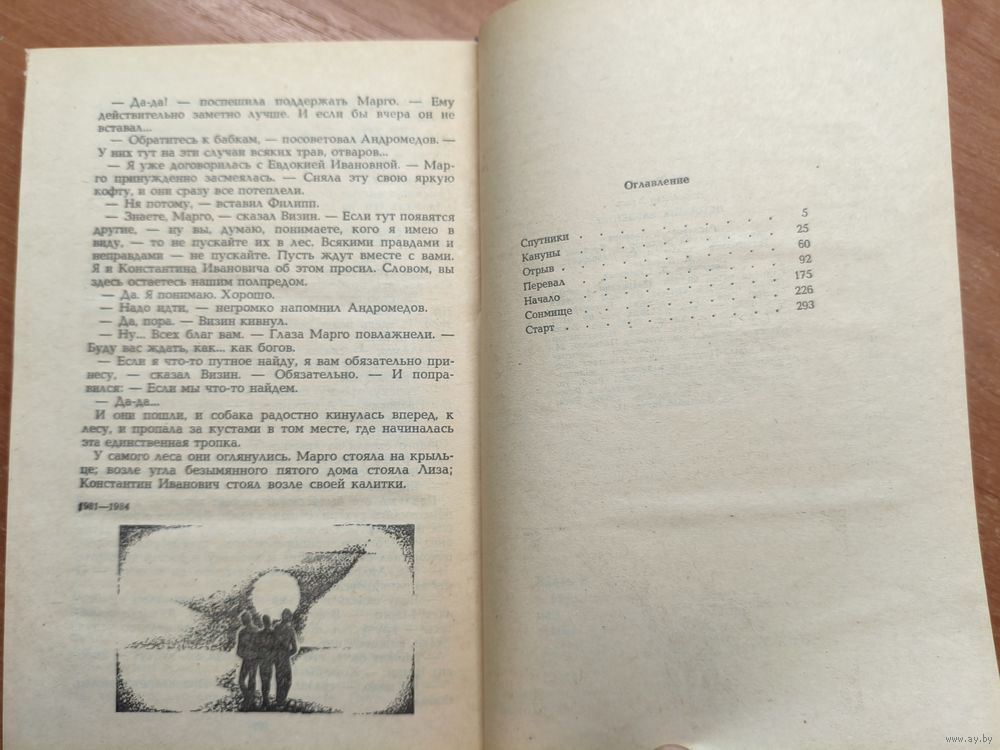 — Да-да! — поспешила поддержать Марго. — Ему
действительно заметно лучше. И если бы вчера он не
вставал...
— Обратитесь к бабкам, — посоветовал Андромедов. —
У них тут на эти случаи всяких трав, отваров...
— Я уже договорилась с Евдокией Ивановной. — Мар-
го принужденно засмеялась. — Сняла эту свою яркую
кофту, и они сразу все потеплели.
— Ня потому, — вставил Филипп.
— Знаете, Марго, — сказал Визин. — Если тут появятся
другие, — ну вы, думаю, понимаете, кого я имею в
виду, — то не пускайте их в лес. Всякими правдами и
неправдами — не пускайте. Пусть ждут вместе с вами.
Я и Константина Ивановича об этом просил. Словом, вы
здесь остаетесь нашим полпредом.
— Да. Я понимаю. Хорошо.
— Надо идти, — негромко напомнил Андромедов.
— Да, пора. — Визин кивнул.
— Ну... Всех благ вам. — Глаза Марго повлажнели. —
Буду вас ждать, как... как богов.
— Если я что-то путное найду, я вам обязательно при-
несу, — сказал Визин. — Обязательно. — И попра-
вился: — Если мы что-то найдем.
— Да-да...
И они пошли, и собака радостно кинулась вперед, к
лесу, и пропала за кустами в том месте, где начиналась
эта единственная тропка.
У самого леса они оглянулись. Марго стояла на крыль-
це; возле угла безымянного пятого дома стояла Лиза;
Константин Иванович стоял возле своей калитки.
1981—1984
Оглавление
Спутники . . . . . . . . 5
Кануны . . . . . . . . 25
Отрыв . . . . . . . . 60
Перевал . . . . . . . . 92
Начало . . . . . . . . 175
Сонмище . . . . . . . . 226
Старт . . . . . . . . 293
www.ay.by